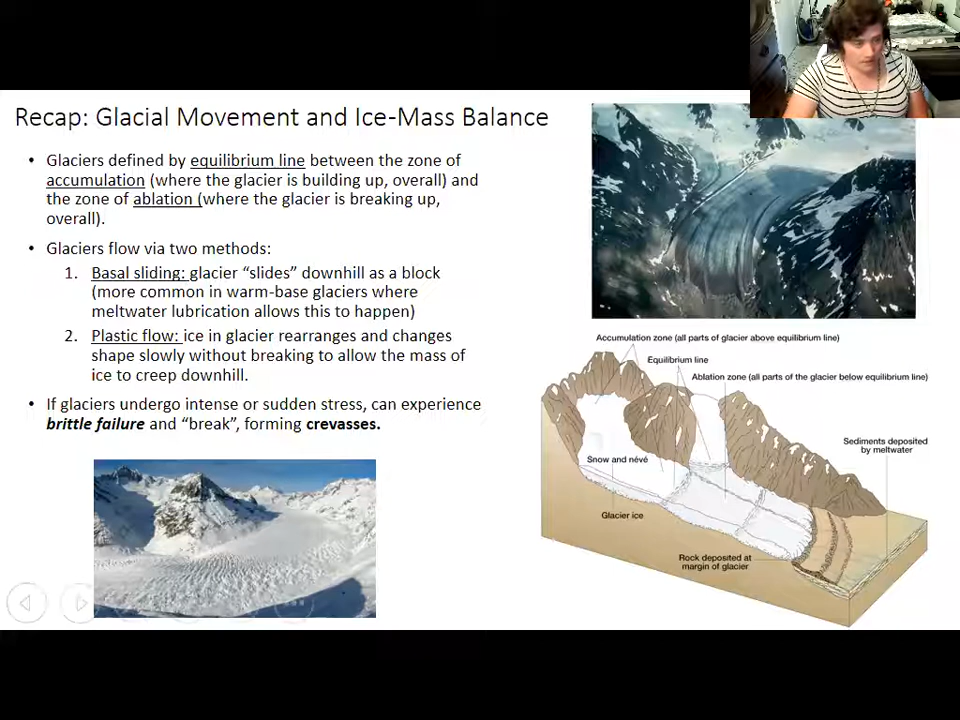 Recap: Glacial Movement and Ice-Mass Balance
• Glaciers defined by equilibrium line between the zone of
accumulation (where the glacier is building up, overall) and
the zone of ablation (where the glacier is breaking up,
overall).
• Glaciers flow via two methods:
1. Basal sliding: glacier “slides” downhill as a block
(more common in warm-base glaciers where
meltwater lubrication allows this to happen)
2. Plastic flow: ice in glacier rearranges and changes
shape slowly without breaking to allow the mass of
ice to creep downhill.
• If glaciers undergo intense or sudden stress, can experience
brittle failure and “break”, forming crevasses.
Accumulation zone (all parts of glacier above equilibrium line)
Equilibrium line
Ablation zone (all parts of the glacier below equilibrium line)
Sediments deposited
by meltwater
Snow and névé
Glacier ice
Rock deposited at
margin of glacier